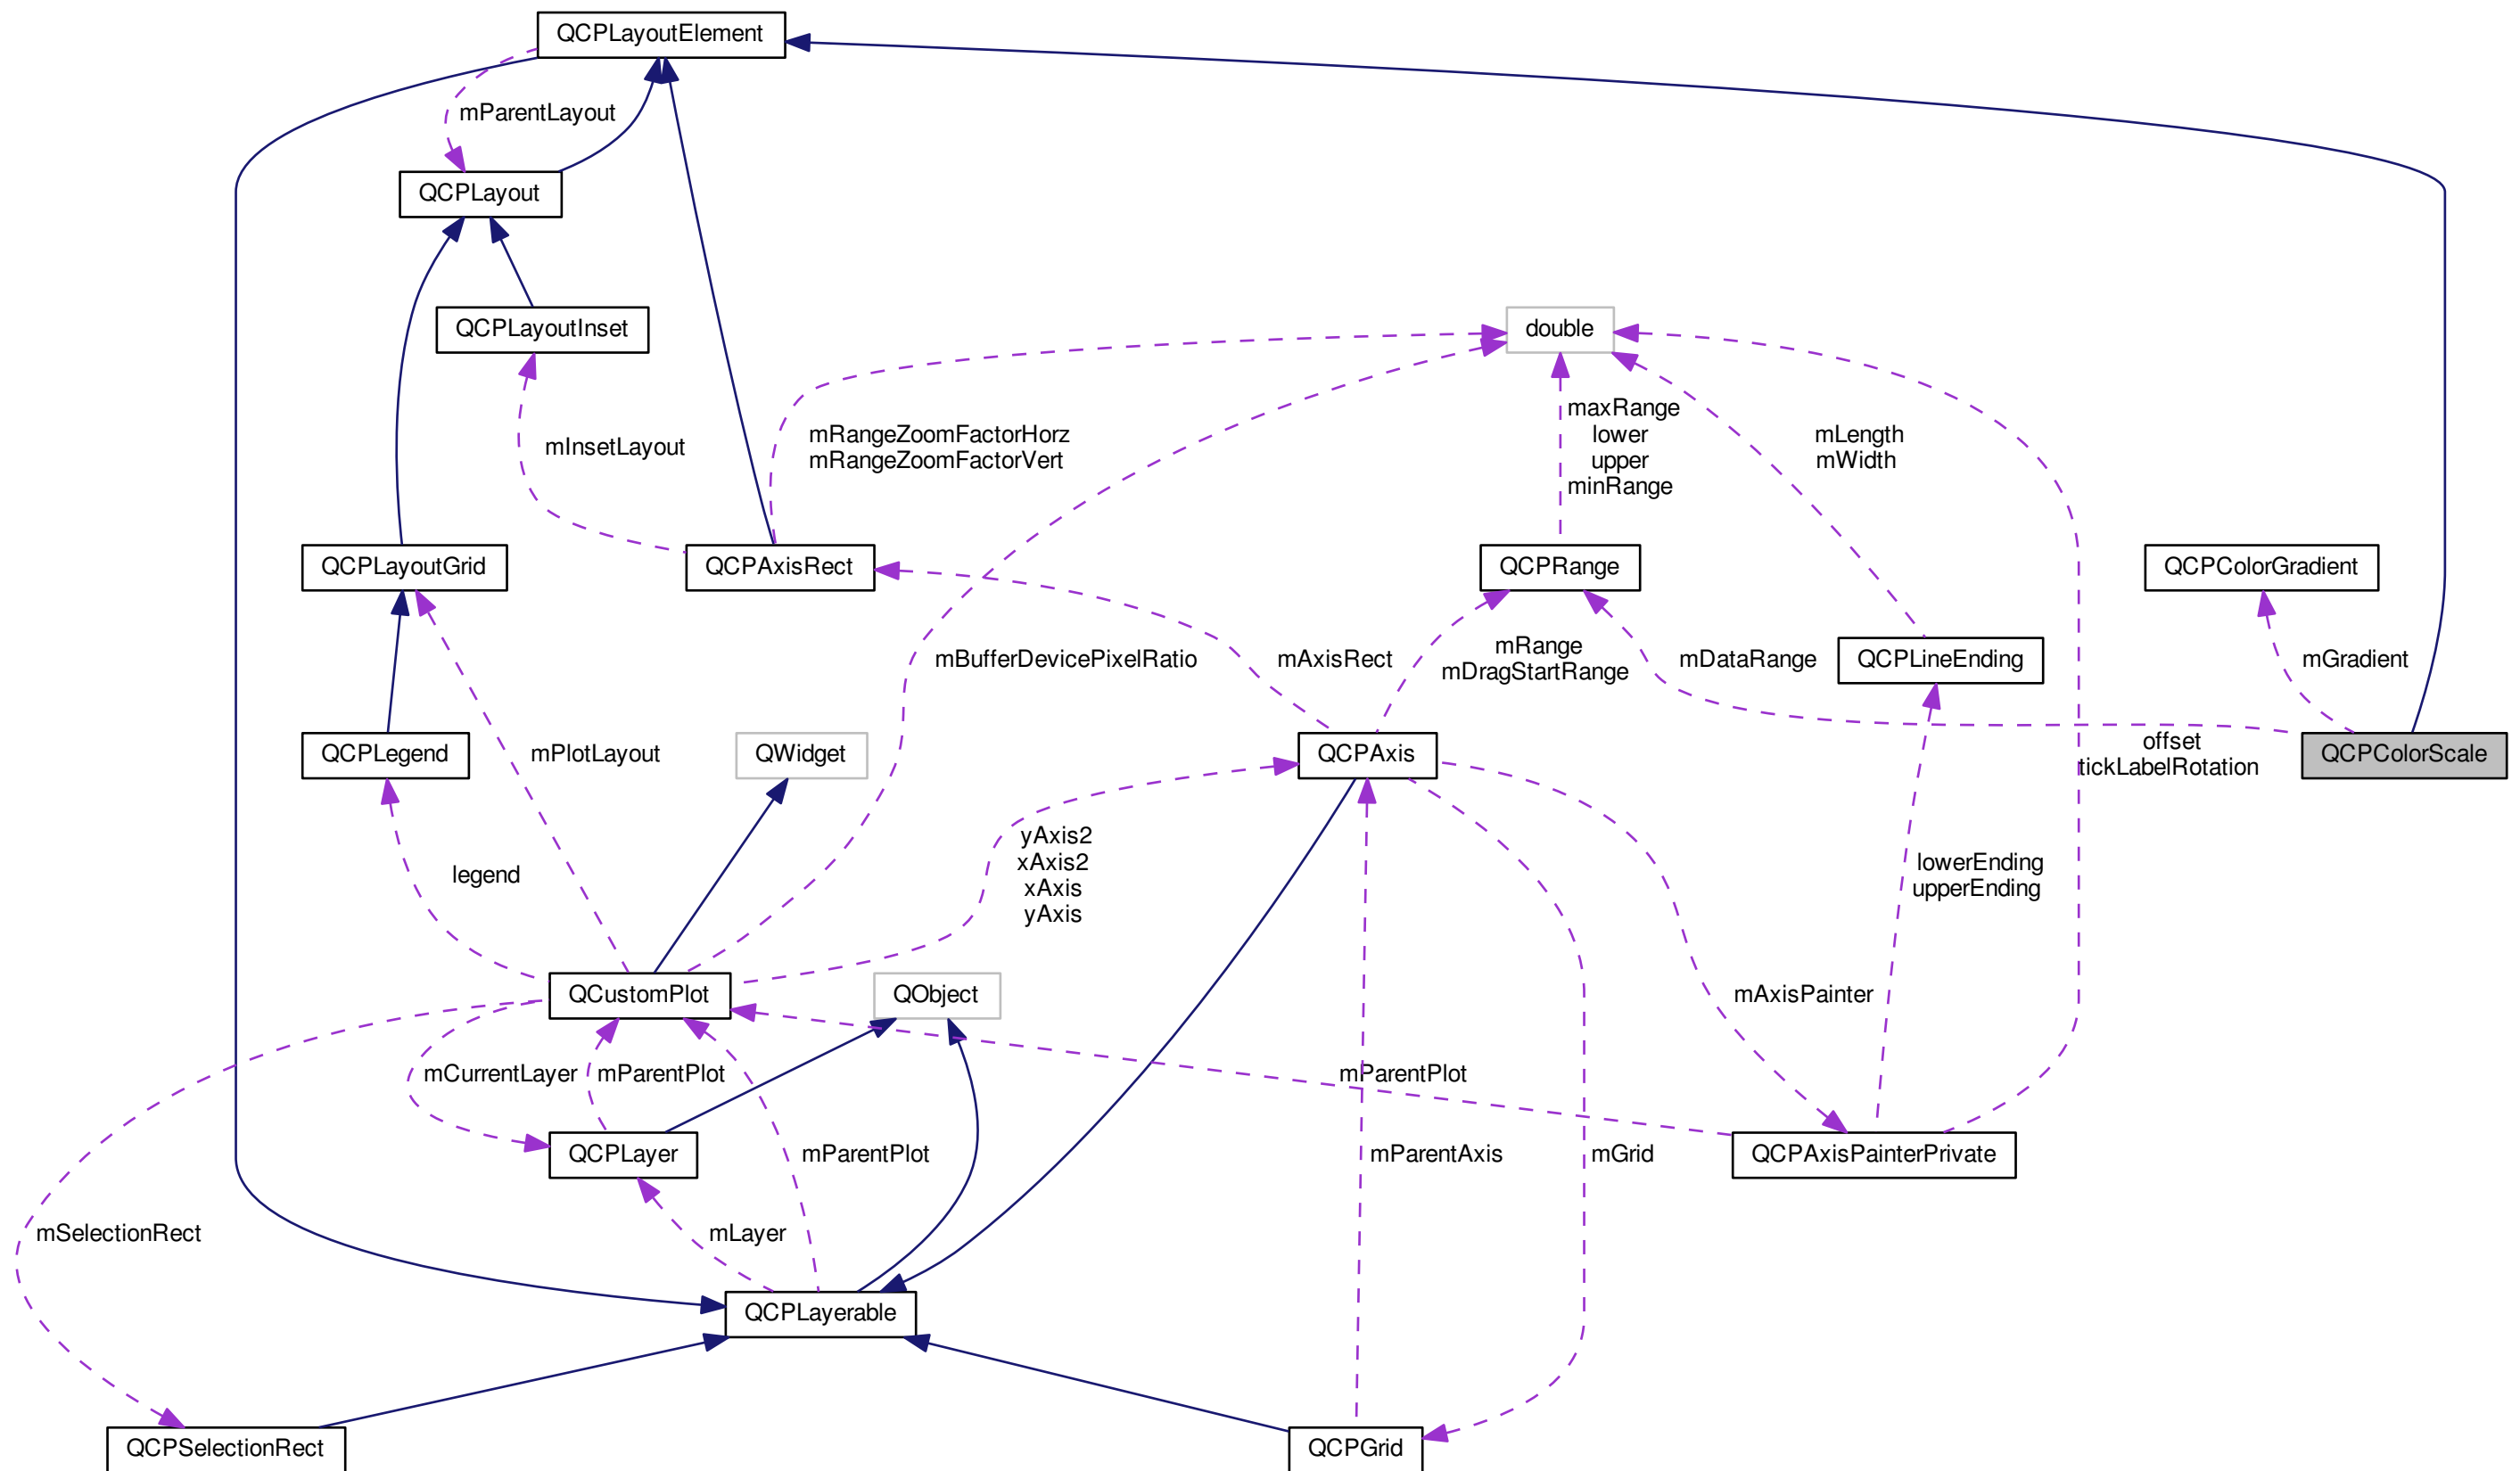 QCPLayoutElement
mParentLayout
QCPLayout
QCPLayoutInset
double
maxRange
lower
upper
minRange
mLength
mWidth
mRangeZoomFactorHorz
mRangeZoomFactorVert
mInsetLayout
QCPLayoutGrid
QCPAxisRect
QCPRange
QCPColorGradient
mBufferDevicePixelRatio
mAxisRect
mRange
mDragStartRange
mDataRange
QCPLineEnding
mGradient
QCPLegend
mPlotLayout
QWidget
QCPAxis
offset
tickLabelRotation
QCPColorScale
legend
yAxis2
xAxis2
xAxis
yAxis
lowerEnding
upperEnding
QCustomPlot
QObject
mAxisPainter
mCurrentLayer
mParentPlot
mParentPlot
QCPLayer
mParentPlot
mParentAxis
mGrid
QCPAxisPainterPrivate
mSelectionRect
mLayer
QCPLayerable
QCPSelectionRect
QCPGrid